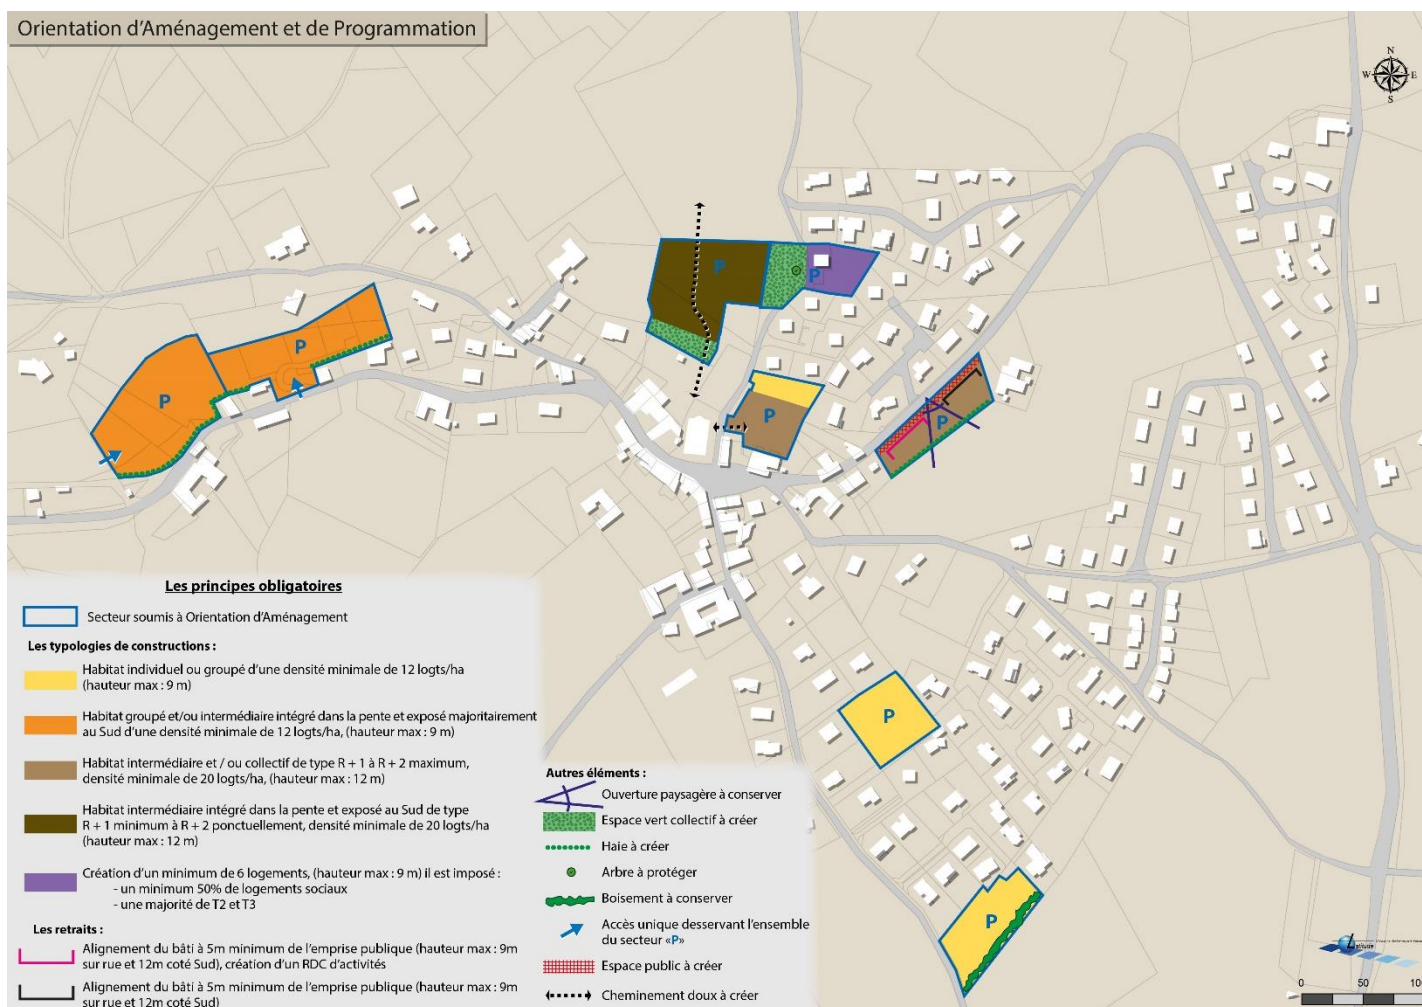 Orientation d'Aménagement et de Programmation
N
W E
S
P
P
P
P
P
P
P
P
Les principes obligatoires
Secteur soumis à Orientation d'Aménagement
Les typologies de constructions :
Habitat individuel ou groupé d'une densité minimale de 12 logts/ha
(hauteur max : 9 m)
Habitat groupé et/ou intermédiaire intégré dans la pente et exposé majoritairement
au Sud d'une densité minimale de 12 logts/ha, (hauteur max : 9 m)
Habitat intermédiaire et / ou collectif de type R + 1 à R + 2 maximum,
densité minimale de 20 logts/ha, (hauteur max : 12 m)
Habitat intermédiaire intégré dans la pente et exposé au Sud de type
R + 1 minimum à R + 2 ponctuellement, densité minimale de 20 logts/ha
(hauteur max : 12 m)
Création d'un minimum de 6 logements, (hauteur max : 9 m) il est imposé :
- un minimum 50% de logements sociaux
- une majorité de T2 et T3
Les retraits :
Alignement du bâti à 5m minimum de l'emprise publique (hauteur max : 9m
sur rue et 12m coté Sud), création d'un RDC d'activités
Alignement du bâti à 5m minimum de l'emprise publique (hauteur max : 9m
sur rue et 12m coté Sud)
Autres éléments :
Ouverture paysagère à conserver
Espace vert collectif à créer
Haie à créer
Arbre à protéger
Boisement à conserver
Accès unique desservant l'ensemble
du secteur «P»
Espace public à créer
Cheminement doux à créer
0 50 10